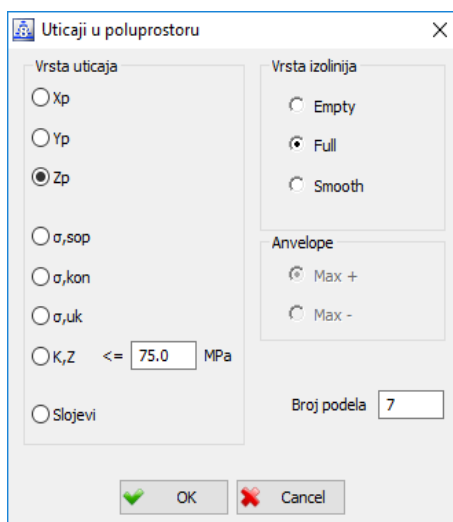 Uticaji u poluprostoru
Vrsta uticaja
Xp
Yp
Zp
σ,sop
σ,kon
σ,uk
K,Z <= 75.0 MPa
Slojevi
Vrsta izolinija
Empty
Full
Smooth
Anvelope
Max +
Max -
Broj podela 7
OK Cancel